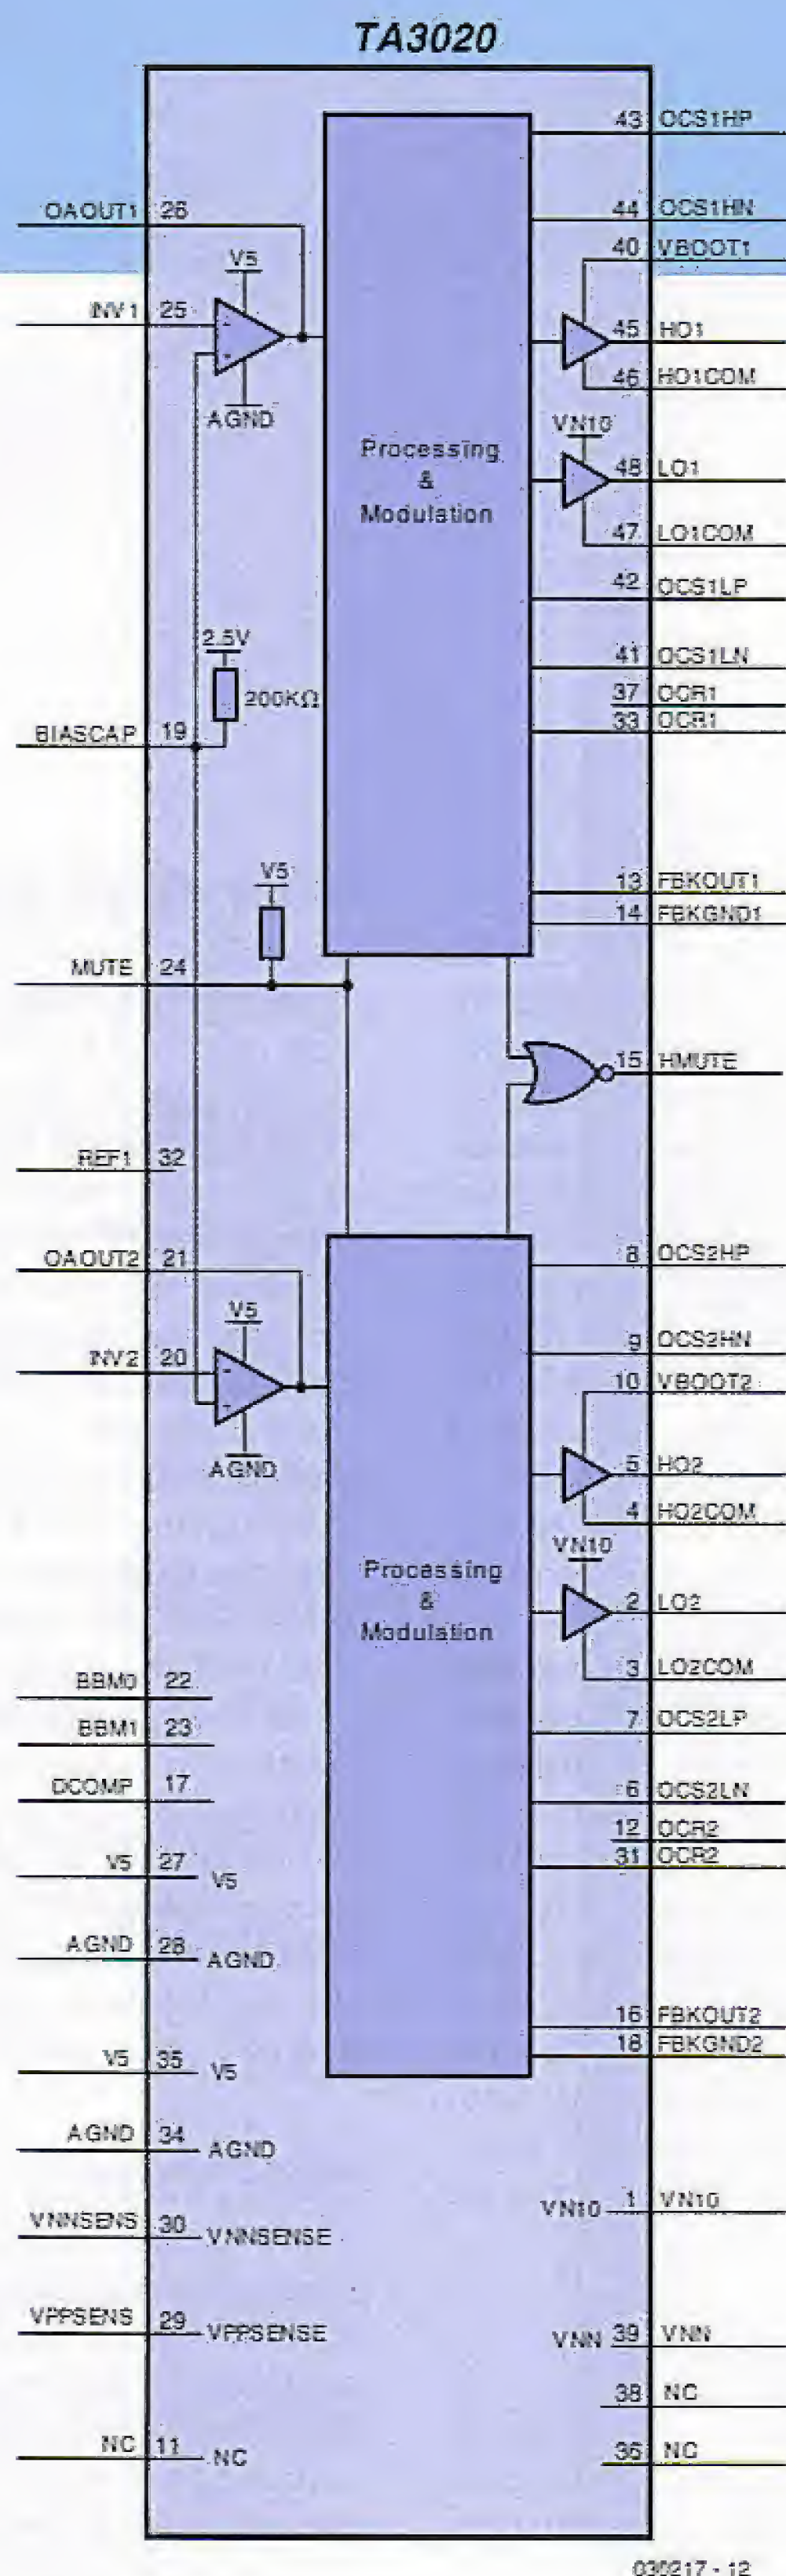 TA3020
43 OCS1HP
OAOUT1 26
44 OCS1HN
40 VBOOT1
V5
INV1 25
- 
+
45 HO1
46 HO1COM
AGND
VN10
Processing
&
Modulation
48 LO1
47 LO1COM
42 OCS1LP
2.5V
41 OCS1LN
200KΩ
37 OCR1
33 OCR1
BIASCAP 19
V5
13 FBKOUT1
14 FBKGND1
MUTE 24
15 HMUTE
REF1 32
OAOUT2 21
8 OCS2HP
V5
9 OCS2HN
INV2 20
-
+
10 VBOOT2
AGND
5 HO2
4 HO2COM
VN10
Processing
&
Modulation
2 LO2
3 LO2COM
BBM0 22
7 OCS2LP
BBM1 23
DCOMP 17
6 OCS2LN
12 OCR2
31 OCR2
V5 27 V5
AGND 28 AGND
16 FBKOUT2
18 FBKGND2
V5 35 V5
AGND 34 AGND
VN10 1 VN10
VNNSENS 30 VNNSENSE
VPPSENS 29 VPPSENSE
VNN 39 VNN
38 NC
NC 11 NC
36 NC
030217 - 12